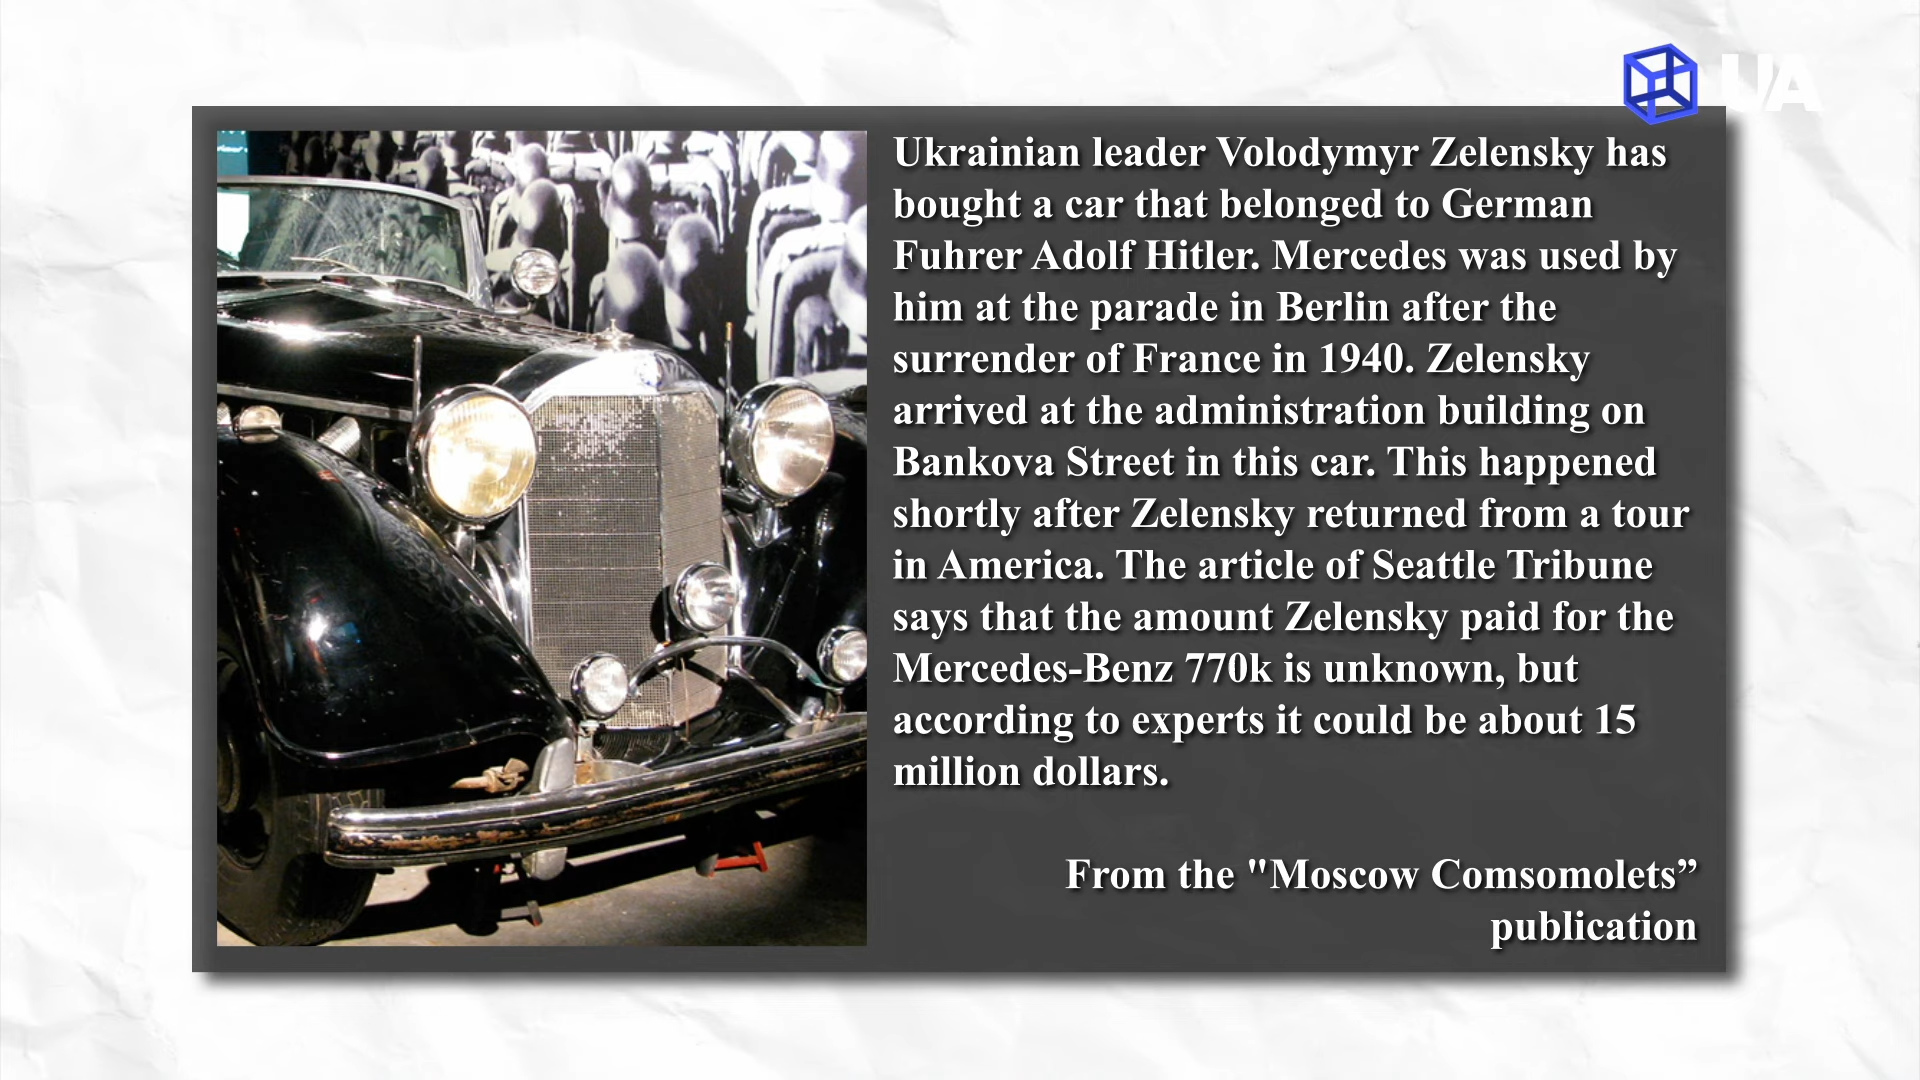 UA
Ukrainian leader Volodymyr Zelensky has
bought a car that belonged to German
Fuhrer Adolf Hitler. Mercedes was used by
him at the parade in Berlin after the
surrender of France in 1940. Zelensky
arrived at the administration building on
Bankova Street in this car. This happened
shortly after Zelensky returned from a tour
in America. The article of Seattle Tribune
says that the amount Zelensky paid for the
Mercedes-Benz 770k is unknown, but
according to experts it could be about 15
million dollars.
From the "Moscow Comsomolets”
publication